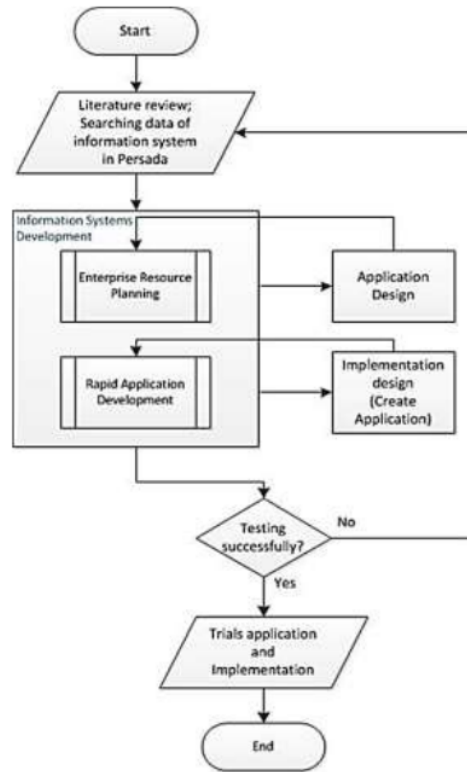 Start
Literature review;
Searching data of
information system
in Persada
Information Systems
Development
Enterprise Resource
Planning
Application
Design
Rapid Application
Development
Implementation
design
(Create
Application)
Testing
successfully?
No
Yes
Trials application
and
Implementation
End